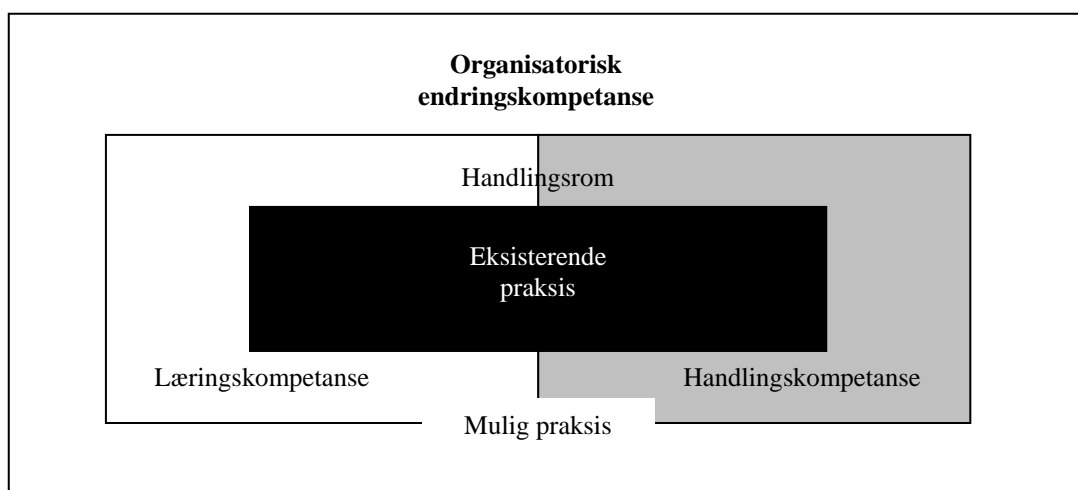 Organisatorisk
endringskompetanse
Handlingsrom
Eksisterende
praksis
Læringskompetanse
Handlingskompetanse
Mulig praksis